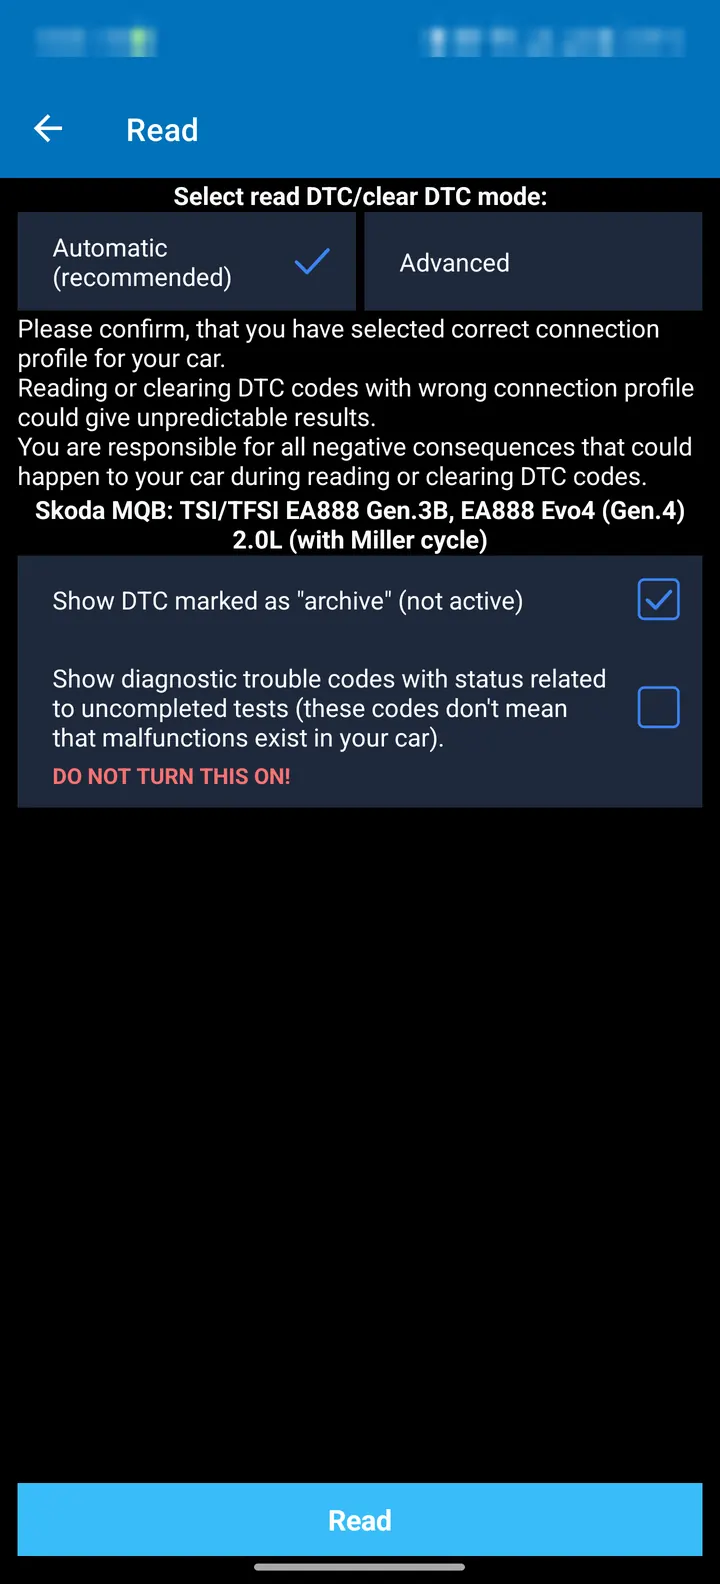 Read
Select read DTC/clear DTC mode:
Automatic
(recommended)
Advanced
Please confirm, that you have selected correct connection
profile for your car.
Reading or clearing DTC codes with wrong connection profile
could give unpredictable results.
You are responsible for all negative consequences that could
happen to your car during reading or clearing DTC codes.
Skoda MQB: TSI/TFSI EA888 Gen.3B, EA888 Evo4 (Gen.4)
2.0L (with Miller cycle)
Show DTC marked as "archive" (not active)
Show diagnostic trouble codes with status related
to uncompleted tests (these codes don't mean
that malfunctions exist in your car).
DO NOT TURN THIS ON!
Read